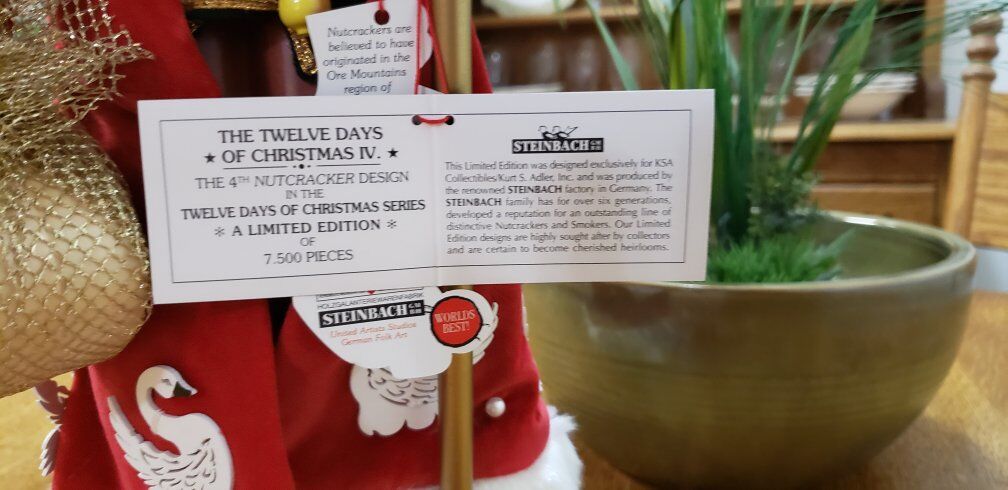 Nutcrackers are
believed to have
originated in the
Ore Mountains
region of
THE TWELVE DAYS
★ OF CHRISTMAS IV. ★
THE 4TH NUTCRACKER DESIGN
IN THE
TWELVE DAYS OF CHRISTMAS SERIES
✻ A LIMITED EDITION ✻
OF
7.500 PIECES
STEINBACH
This Limited Edition was designed exclusively for KSA
Collectibles/Kurt S. Adler, Inc. and was produced by
the renowned STEINBACH factory in Germany. The
STEINBACH family has for over six generations,
developed a reputation for an outstanding line of
distinctive Nutcrackers and Smokers. Our Limited
Edition designs are highly sought after by collectors
and are certain to become cherished heirlooms.
HOLZGALANTERIEWARENFABRIK
STEINBACH
United Artists Studios
German Folk Art
WORLDS
BEST!